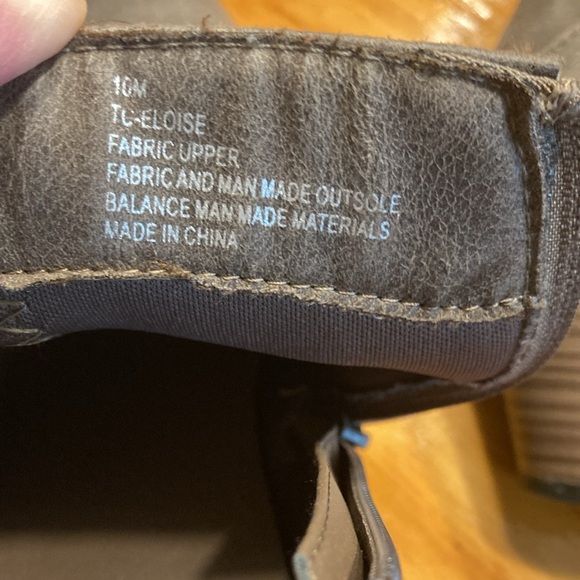 10M
TC-ELOISE
FABRIC UPPER
FABRIC AND MAN MADE OUTSOLE
BALANCE MAN MADE MATERIALS
MADE IN CHINA